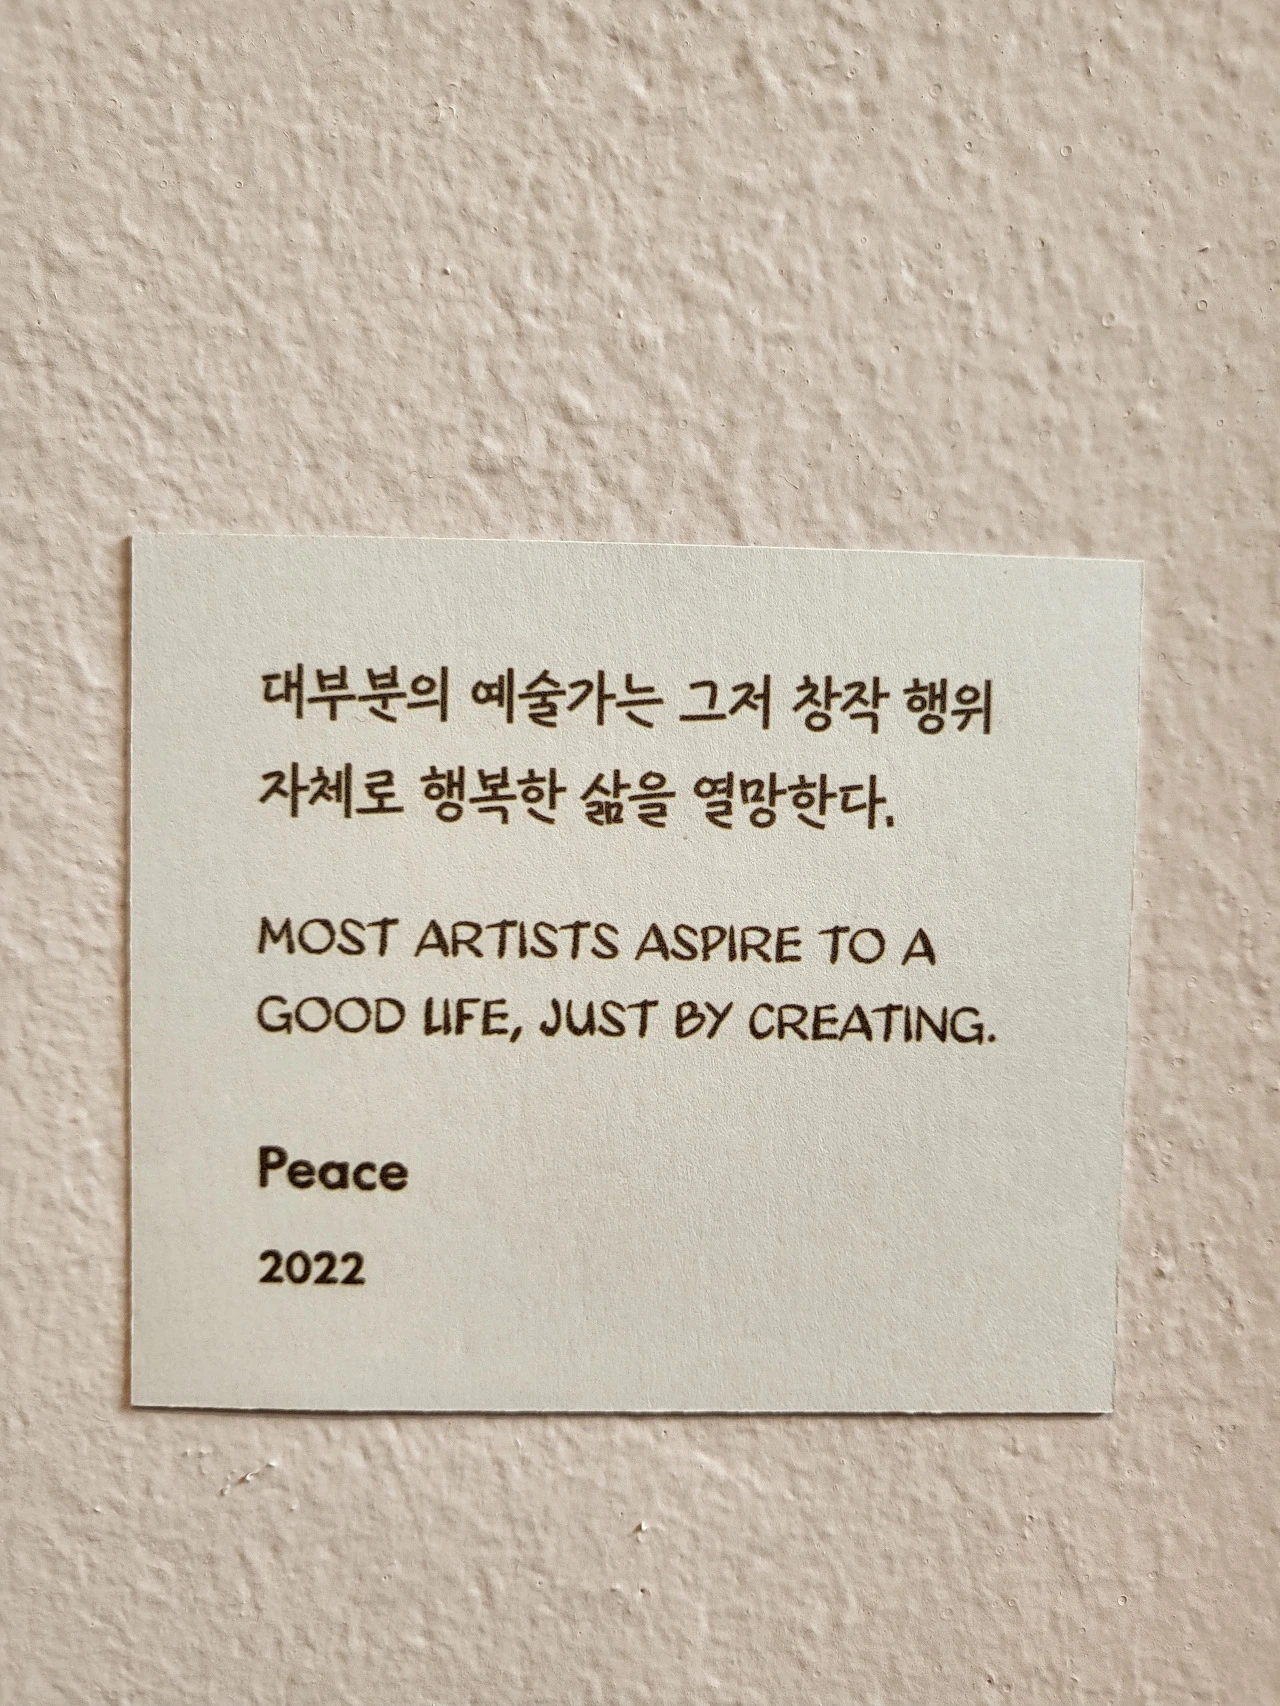 대부분의 예술가는 그저 창작 행위
자체로 행복한 삶을 열망한다.
MOST ARTISTS ASPIRE TO A
GOOD LIFE, JUST BY CREATING.
Peace
2022